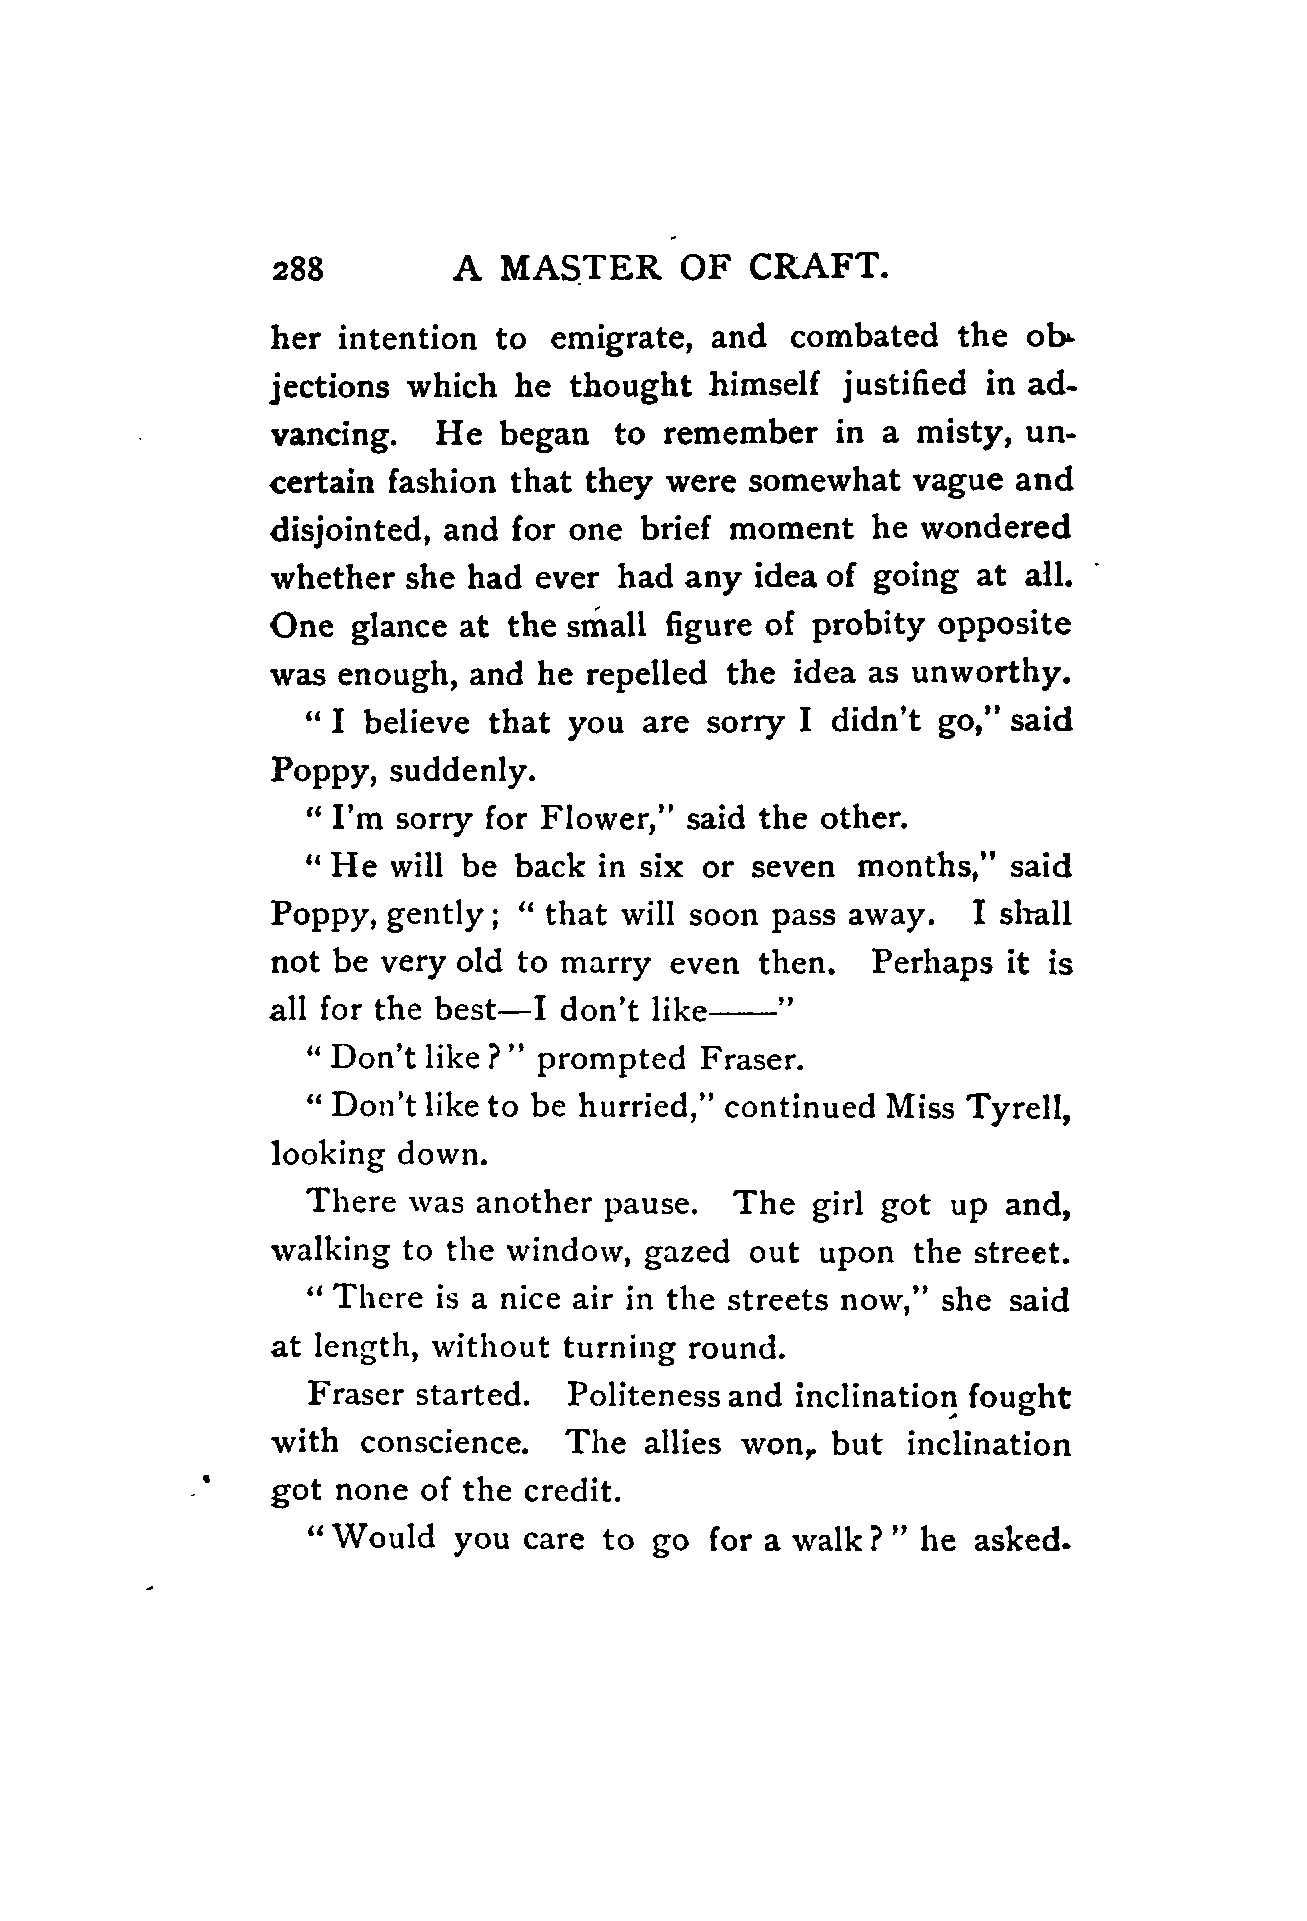 288 A MASTER OF CRAFT.
her intention to emigrate, and combated the ob-
jections which he thought himself justified in ad-
vancing. He began to remember in a misty, un-
certain fashion that they were somewhat vague and
disjointed, and for one brief moment he wondered
whether she had ever had any idea of going at all.
One glance at the small figure of probity opposite
was enough, and he repelled the idea as unworthy.
"I believe that you are sorry I didn't go," said
Poppy, suddenly.
"I'm sorry for Flower," said the other.
"He will be back in six or seven months," said
Poppy, gently; "that will soon pass away. I shall
not be very old to marry even then. Perhaps it is
all for the best—I don't like——"
"Don't like?" prompted Fraser.
"Don't like to be hurried," continued Miss Tyrell,
looking down.
There was another pause. The girl got up and,
walking to the window, gazed out upon the street.
"There is a nice air in the streets now," she said
at length, without turning round.
Fraser started. Politeness and inclination fought
with conscience. The allies won, but inclination
got none of the credit.
"Would you care to go for a walk?" he asked.